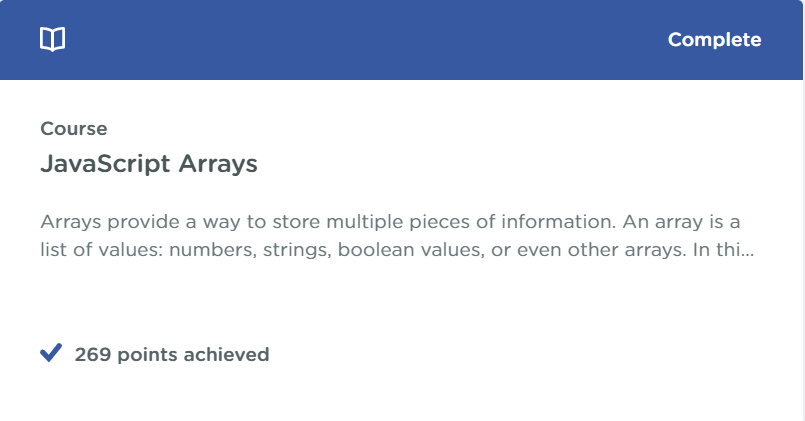 Complete
Course
JavaScript Arrays
Arrays provide a way to store multiple pieces of information. An array is a
list of values: numbers, strings, boolean values, or even other arrays. In thi...
269 points achieved